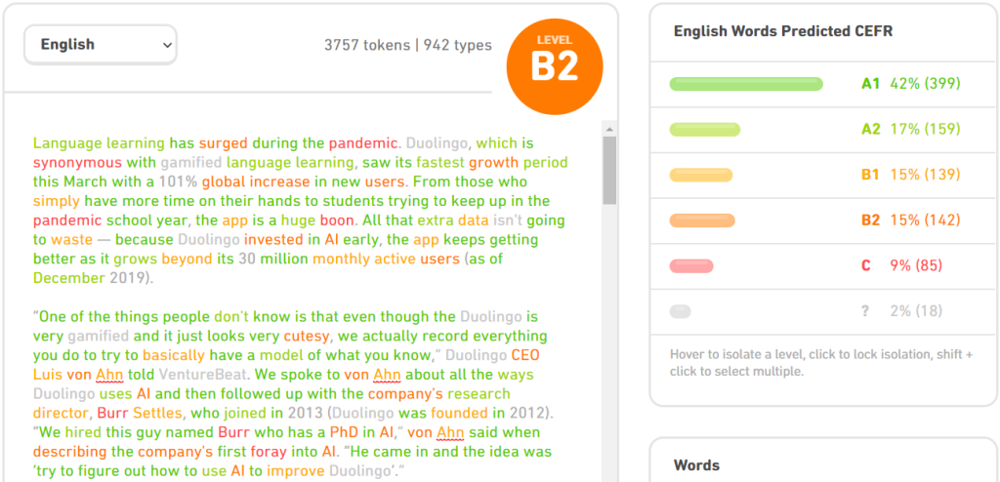 English
3757 tokens | 942 types
LEVEL
B2
Language learning has surged during the pandemic. Duolingo, which is
synonymous with gamified language learning, saw its fastest growth period
this March with a 101% global increase in new users. From those who
simply have more time on their hands to students trying to keep up in the
pandemic school year, the app is a huge boon. All that extra data isn't going
to waste — because Duolingo invested in AI early, the app keeps getting
better as it grows beyond its 30 million monthly active users (as of
December 2019).
“One of the things people don't know is that even though the Duolingo is
very gamified and it just looks very cutesy, we actually record everything
you do to try to basically have a model of what you know,” Duolingo CEO
Luis von Ahn told VentureBeat. We spoke to von Ahn about all the ways
Duolingo uses AI and then followed up with the company's research
director, Burr Settles, who joined in 2013 (Duolingo was founded in 2012).
“We hired this guy named Burr who has a PhD in AI,” von Ahn said when
describing the company's first foray into AI. “He came in and the idea was
‘try to figure out how to use AI to improve Duolingo’.”
English Words Predicted CEFR
A1 42% (399)
A2 17% (159)
B1 15% (139)
B2 15% (142)
C 9% (85)
? 2% (18)
Hover to isolate a level, click to lock isolation, shift +
click to select multiple.
Words